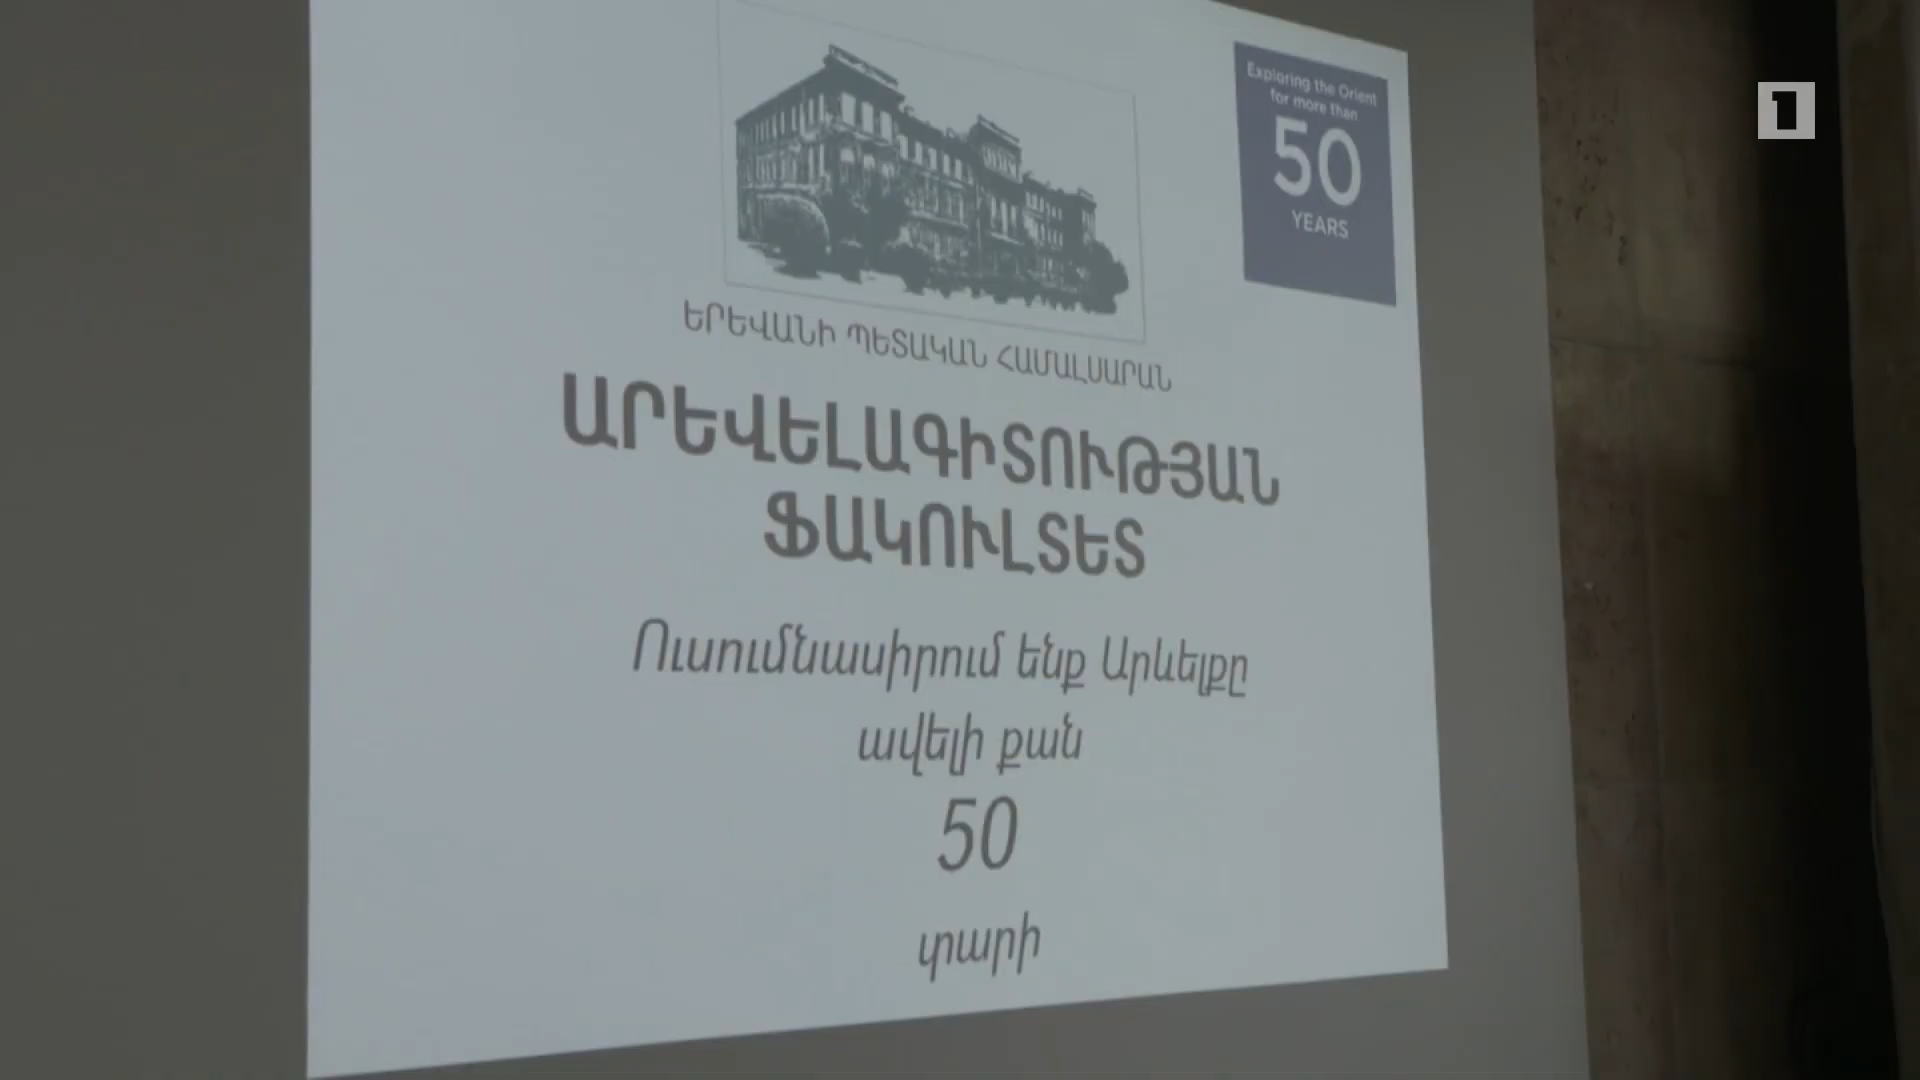 Exploring the Orient
for more than
50
YEARS
1
ԵՐԵՎԱՆԻ ՊԵՏԱԿԱՆ ՀԱՄԱԼՍԱՐԱՆ
ԱՐԵՎԵԼԱԳԻՏՈՒԹՅԱՆ
ՖԱԿՈՒԼՏԵՏ
Ուսումնասիրում ենք Արևելքը
ավելի քան
50
տարի